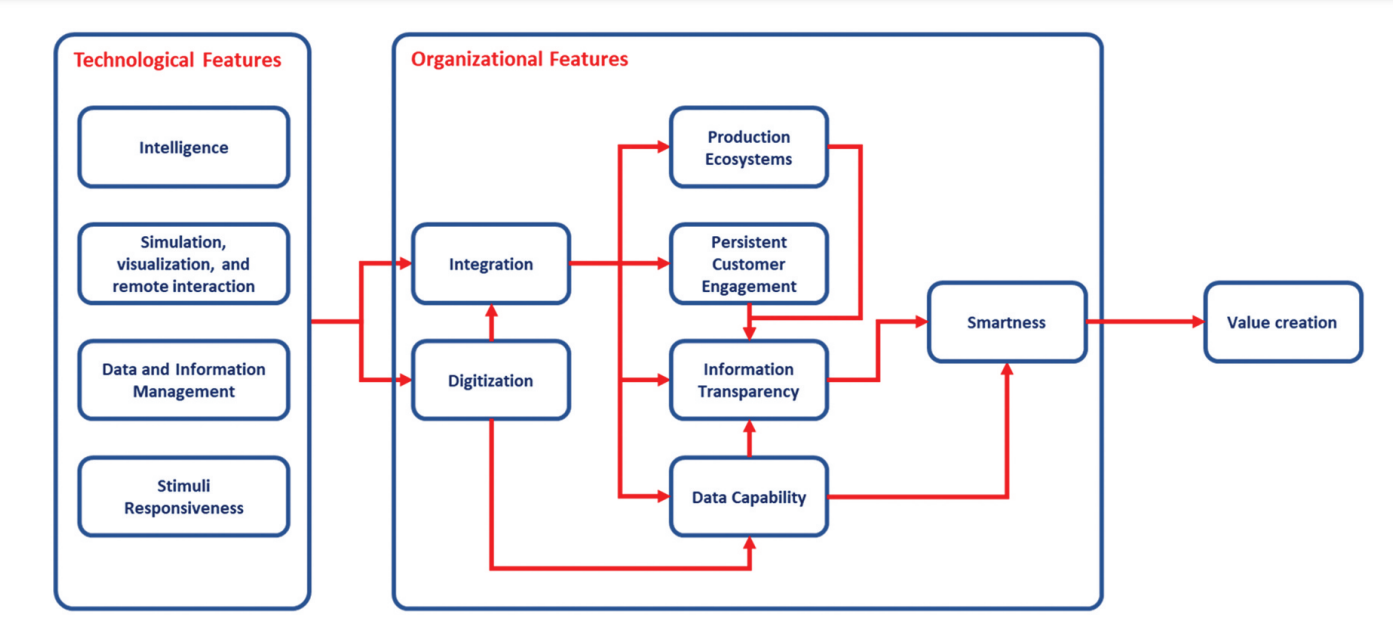 Technological Features
Intelligence
Simulation,
visualization, and
remote interaction
Data and Information
Management
Stimuli
Responsiveness
Organizational Features
Integration
Digitization
Production
Ecosystems
Persistent
Customer
Engagement
Information
Transparency
Data Capability
Smartness
Value creation